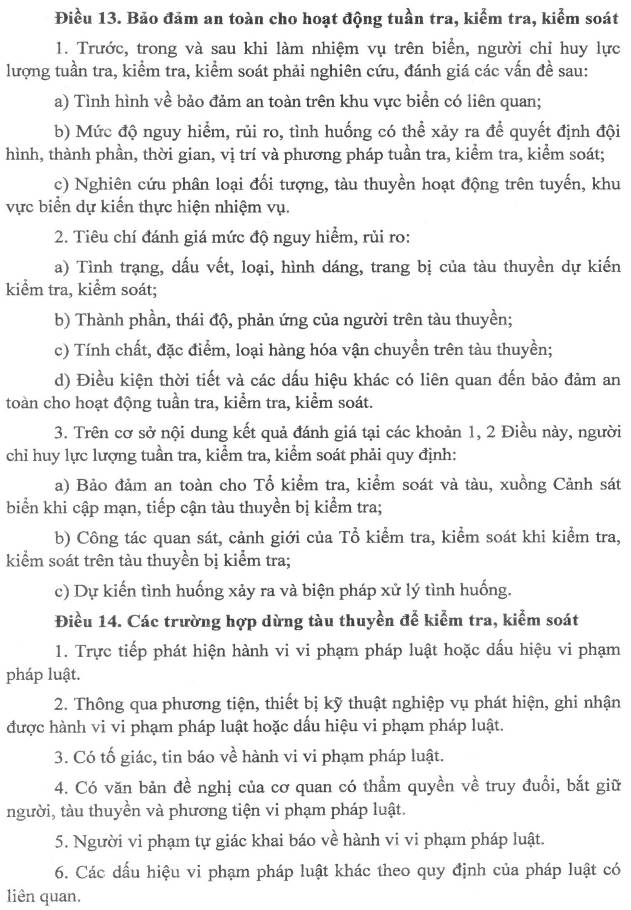 Điều 13. Bảo đảm an toàn cho hoạt động tuần tra, kiểm tra, kiểm soát
1. Trước, trong và sau khi làm nhiệm vụ trên biển, người chỉ huy lực
lượng tuần tra, kiểm tra, kiểm soát phải nghiên cứu, đánh giá các vấn đề sau:
a) Tình hình về bảo đảm an toàn trên khu vực biển có liên quan;
b) Mức độ nguy hiểm, rủi ro, tình huống có thể xảy ra để quyết định đội
hình, thành phần, thời gian, vị trí và phương pháp tuần tra, kiểm tra, kiểm soát;
c) Nghiên cứu phân loại đối tượng, tàu thuyền hoạt động trên tuyến, khu
vực biển dự kiến thực hiện nhiệm vụ.
2. Tiêu chí đánh giá mức độ nguy hiểm, rủi ro:
a) Tình trạng, dấu vết, loại, hình dáng, trang bị của tàu thuyền dự kiến
kiểm tra, kiểm soát;
b) Thành phần, thái độ, phản ứng của người trên tàu thuyền;
c) Tính chất, đặc điểm, loại hàng hóa vận chuyển trên tàu thuyền;
d) Điều kiện thời tiết và các dấu hiệu khác có liên quan đến bảo đảm an
toàn cho hoạt động tuần tra, kiểm tra, kiểm soát.
3. Trên cơ sở nội dung kết quả đánh giá tại các khoản 1, 2 Điều này, người
chỉ huy lực lượng tuần tra, kiểm tra, kiểm soát phải quy định:
a) Bảo đảm an toàn cho Tổ kiểm tra, kiểm soát và tàu, xuồng Cảnh sát
biển khi cập mạn, tiếp cận tàu thuyền bị kiểm tra;
b) Công tác quan sát, cảnh giới của Tổ kiểm tra, kiểm soát khi kiểm tra,
kiểm soát trên tàu thuyền bị kiểm tra;
c) Dự kiến tình huống xảy ra và biện pháp xử lý tình huống.
Điều 14. Các trường hợp dừng tàu thuyền để kiểm tra, kiểm soát
1. Trực tiếp phát hiện hành vi vi phạm pháp luật hoặc dấu hiệu vi phạm
pháp luật.
2. Thông qua phương tiện, thiết bị kỹ thuật nghiệp vụ phát hiện, ghi nhận
được hành vi vi phạm pháp luật hoặc dấu hiệu vi phạm pháp luật.
3. Có tố giác, tin báo về hành vi vi phạm pháp luật.
4. Có văn bản đề nghị của cơ quan có thẩm quyền về truy đuổi, bắt giữ
người, tàu thuyền và phương tiện vi phạm pháp luật.
5. Người vi phạm tự giác khai báo về hành vi vi phạm pháp luật.
6. Các dấu hiệu vi phạm pháp luật khác theo quy định của pháp luật có
liên quan.